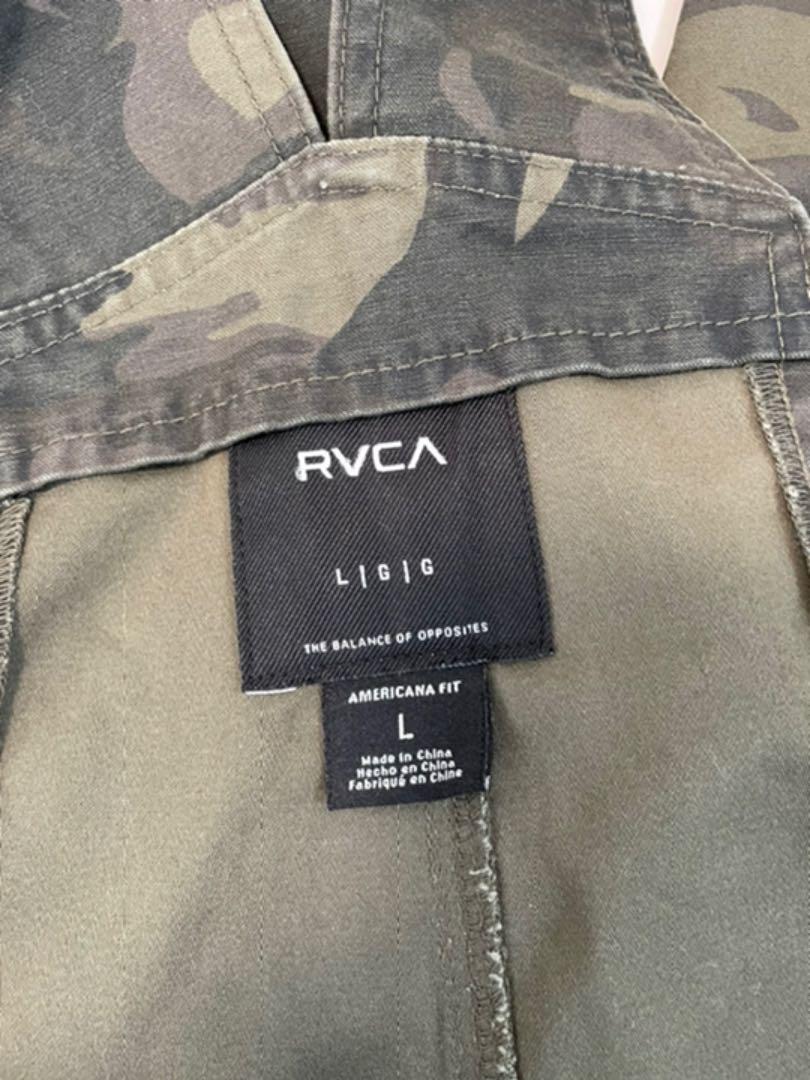 RVCA
L | G | G
THE BALANCE OF OPPOSITES
AMERICANA FIT
L
Made in China
Hecho en China
Fabriqué en Chine